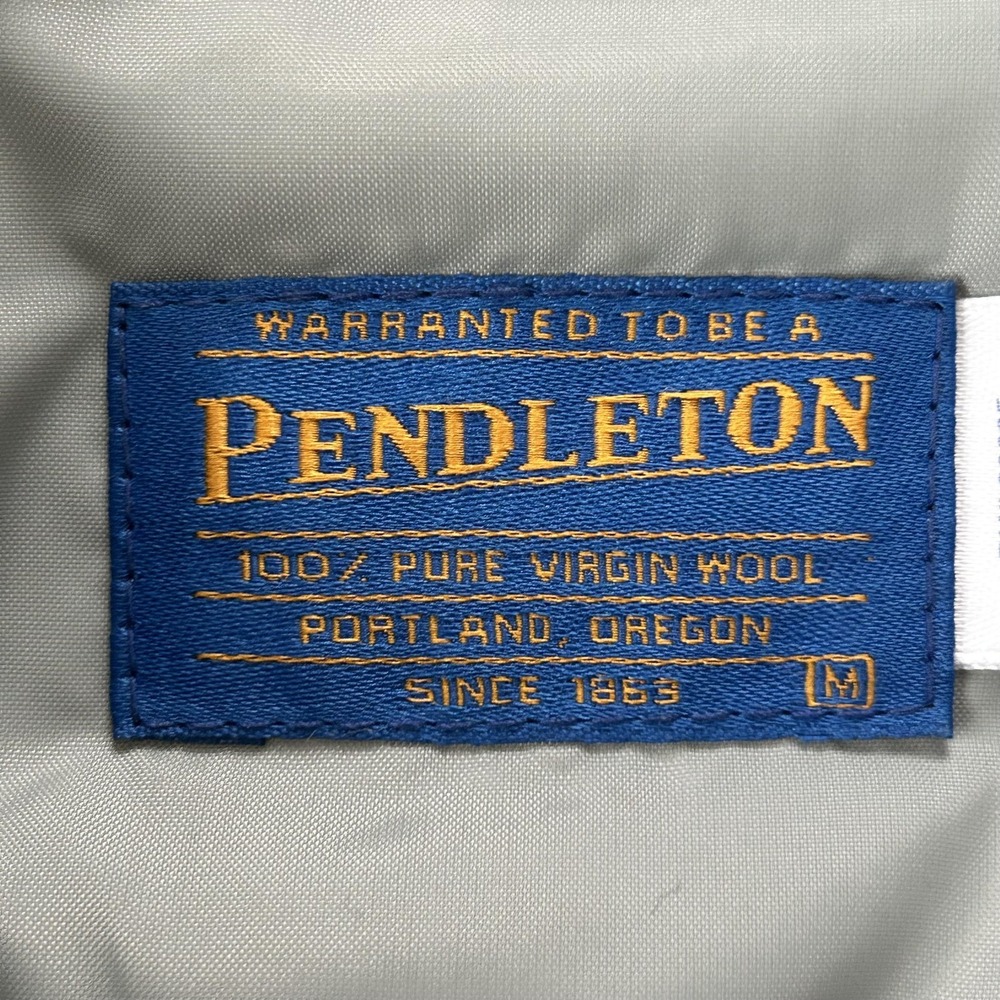 WARRANTED TO BE A
PENDLETON
100% PURE VIRGIN WOOL
PORTLAND, OREGON
SINCE 1863
M